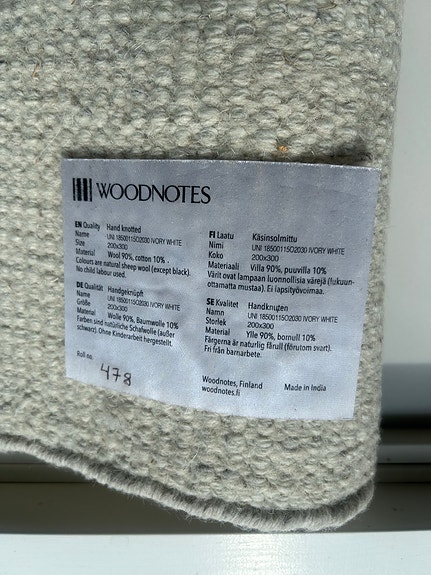 WOODNOTES
EN Quality Hand knotted
Name UNI 1850011502030 IVORY WHITE
Size 200x300
Material Wool 90%, cotton 10%
Colours are natural sheep wool (except black).
No child labour used.
DE Qualität Handgeknüpft
Name UNI 1850011502030 IVORY WHITE
Größe 200x300
Material Wolle 90%, Baumwolle 10%
Farben sind natürliche Schafwolle (außer
schwarz). Ohne Kinderarbeit hergestellt.
Roll no. 478
FI Laatu Käsinsolmittu
Nimi UNI 1850011502030 IVORY WHITE
Koko 200x300
Materiaali Villa 90%, puuvilla 10%
Värit ovat lampaan luonnollisia värejä (lukuun-
ottamatta mustaa). Ei lapsityövoimaa.
SE Kvalitet Handknuten
Namn UNI 1850011502030 IVORY WHITE
Storlek 200x300
Material Ylle 90%, bomull 10%
Färgerna är naturlig fårull (förutom svart).
Fri från barnarbete.
Woodnotes, Finland
woodnotes.fi
Made in India